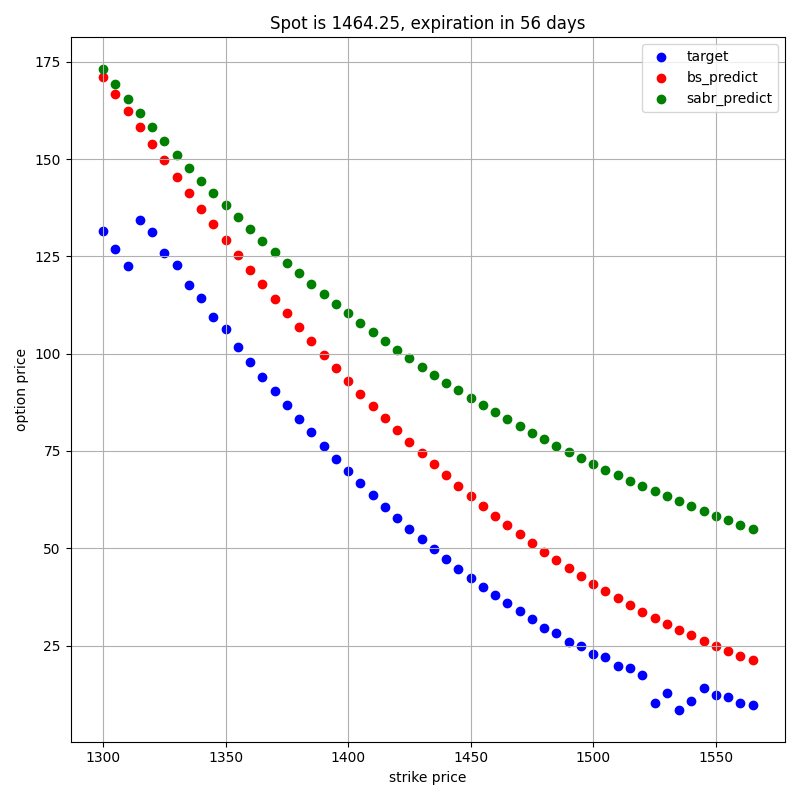 Spot is 1464.25, expiration in 56 days
target
bs_predict
sabr_predict
175
150
125
100
75
50
25
option price
1300 1350 1400 1450 1500 1550
strike price